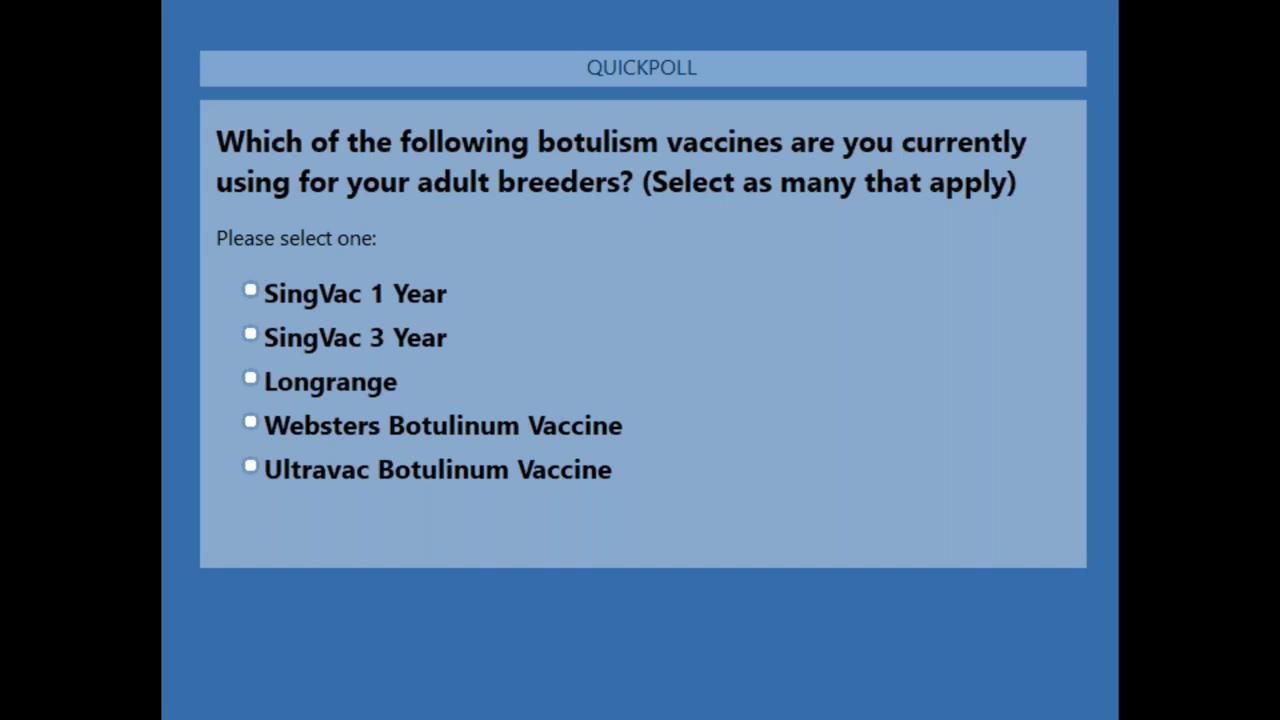 QUICKPOLL
Which of the following botulism vaccines are you currently
using for your adult breeders? (Select as many that apply)
Please select one:
SingVac 1 Year
SingVac 3 Year
Longrange
Websters Botulinum Vaccine
Ultravac Botulinum Vaccine